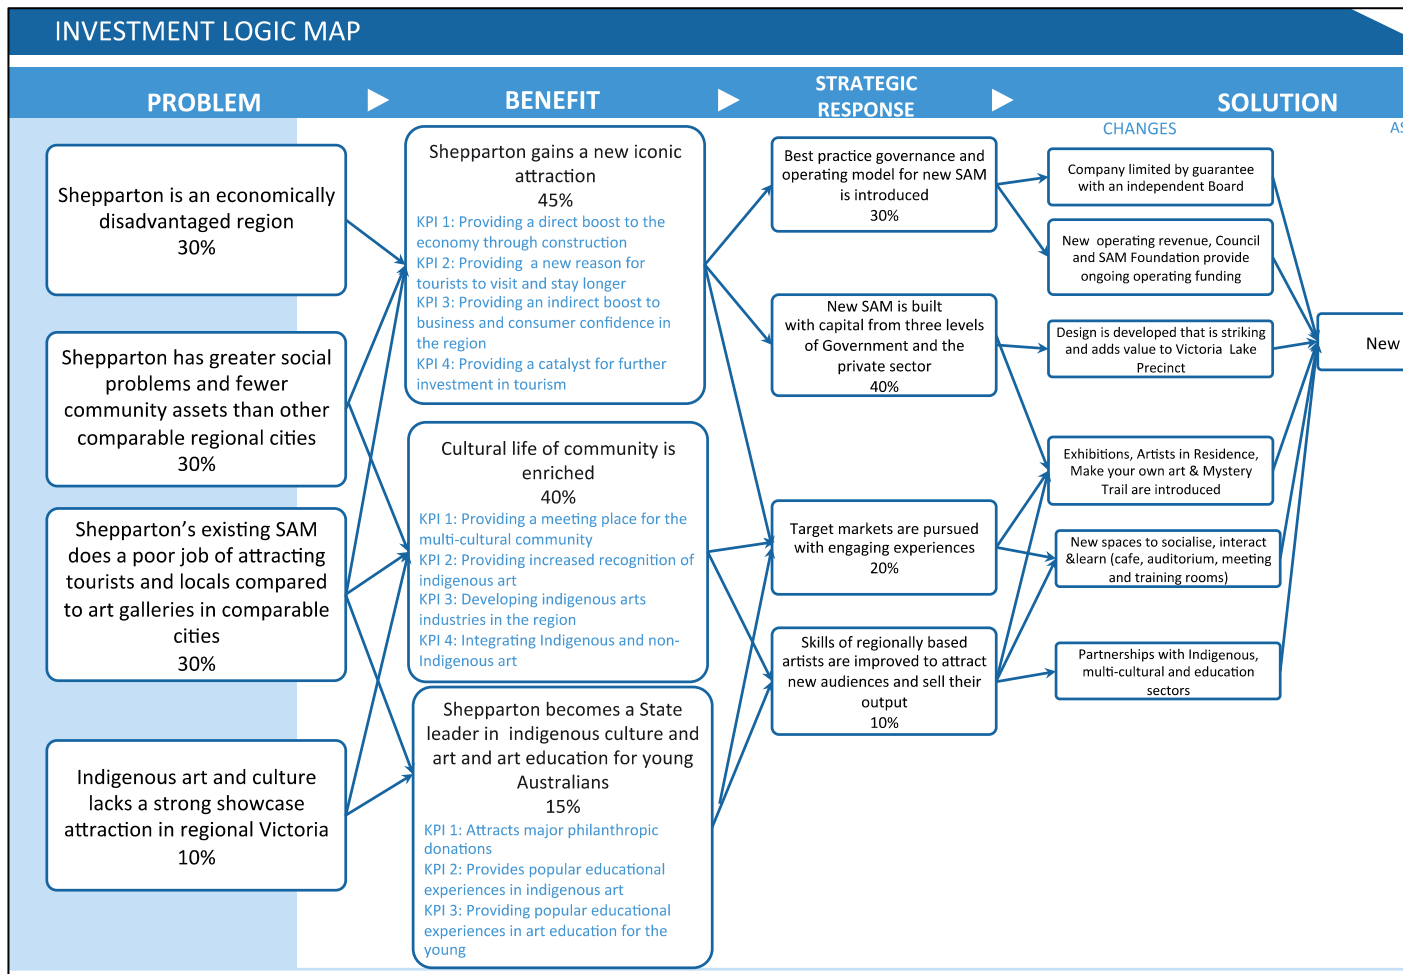 INVESTMENT LOGIC MAP
PROBLEM
BENEFIT
STRATEGIC
RESPONSE
SOLUTION
CHANGES
AS
Shepparton is an economically
disadvantaged region
30%
Shepparton has greater social
problems and fewer
community assets than other
comparable regional cities
30%
Shepparton’s existing SAM
does a poor job of attracting
tourists and locals compared
to art galleries in comparable
cities
30%
Indigenous art and culture
lacks a strong showcase
attraction in regional Victoria
10%
Shepparton gains a new iconic
attraction
45%
KPI 1: Providing a direct boost to the
economy through construction
KPI 2: Providing a new reason for
tourists to visit and stay longer
KPI 3: Providing an indirect boost to
business and consumer confidence in
the region
KPI 4: Providing a catalyst for further
investment in tourism
Cultural life of community is
enriched
40%
KPI 1: Providing a meeting place for the
multi-cultural community
KPI 2: Providing increased recognition of
indigenous art
KPI 3: Developing indigenous arts
industries in the region
KPI 4: Integrating Indigenous and non-
Indigenous art
Shepparton becomes a State
leader in indigenous culture and
art and art education for young
Australians
15%
KPI 1: Attracts major philanthropic
donations
KPI 2: Provides popular educational
experiences in indigenous art
KPI 3: Providing popular educational
experiences in art education for the
young
Best practice governance and
operating model for new SAM
is introduced
30%
New SAM is built
with capital from three levels
of Government and the
private sector
40%
Target markets are pursued
with engaging experiences
20%
Skills of regionally based
artists are improved to attract
new audiences and sell their
output
10%
Company limited by guarantee
with an independent Board
New operating revenue, Council
and SAM Foundation provide
ongoing operating funding
Design is developed that is striking
and adds value to Victoria Lake
Precinct
Exhibitions, Artists in Residence,
Make your own art & Mystery
Trail are introduced
New spaces to socialise, interact
&learn (cafe, auditorium, meeting
and training rooms)
Partnerships with Indigenous,
multi-cultural and education
sectors
New